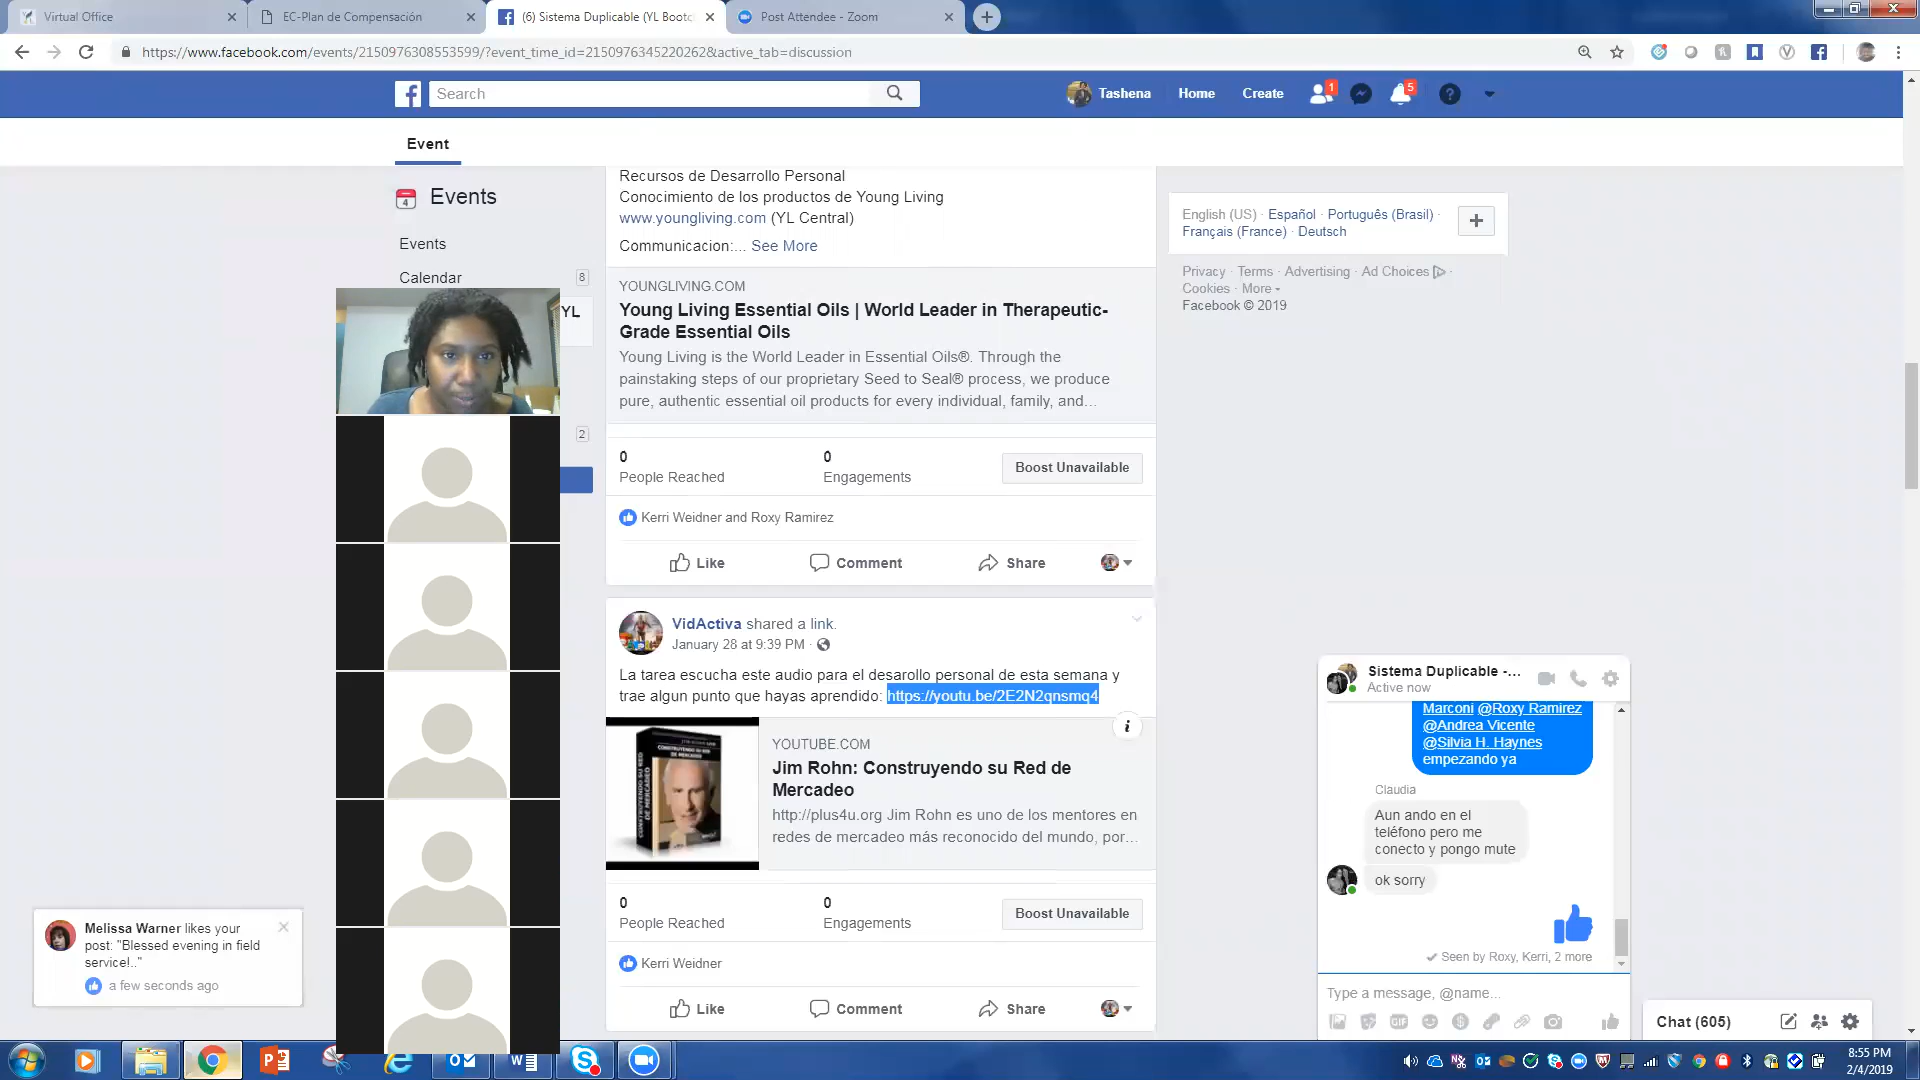 Virtual Office
EC-Plan de Compensación
(6) Sistema Duplicable (YL Bootc
Post Attendee - Zoom
https://www.facebook.com/events/2150976308553599/?event_time_id=2150976345220262&active_tab=discussion
Search
Tashena
Home
Create
1
5
Event
4
Events
Events
Calendar
8
YL
2
Recursos de Desarrollo Personal
Conocimiento de los productos de Young Living
www.youngliving.com (YL Central)
Communicacion:... See More
YOUNGLIVING.COM
Young Living Essential Oils | World Leader in Therapeutic-
Grade Essential Oils
Young Living is the World Leader in Essential Oils®. Through the
painstaking steps of our proprietary Seed to Seal® process, we produce
pure, authentic essential oil products for every individual, family, and...
0
People Reached
0
Engagements
Boost Unavailable
Kerri Weidner and Roxy Ramirez
Like
Comment
Share
VidActiva shared a link.
January 28 at 9:39 PM ·
La tarea escucha este audio para el desarollo personal de esta semana y
trae algun punto que hayas aprendido: https://youtu.be/2E2N2qnsmq4
YOUTUBE.COM
Jim Rohn: Construyendo su Red de
Mercadeo
http://plus4u.org Jim Rohn es uno de los mentores en
redes de mercadeo más reconocido del mundo, por...
0
People Reached
0
Engagements
Boost Unavailable
Kerri Weidner
Like
Comment
Share
English (US) · Español · Português (Brasil) ·
Français (France) · Deutsch
Privacy · Terms · Advertising · Ad Choices ·
Cookies · More
Facebook © 2019
Sistema Duplicable -...
Active now
Marconi @Roxy Ramirez
@Andrea Vicente
@Silvia H. Haynes
empezando ya
Claudia
Aun ando en el
teléfono pero me
conecto y pongo mute
ok sorry
Seen by Roxy, Kerri, 2 more
Type a message, @name...
GIF
Chat (605)
Melissa Warner likes your
post: "Blessed evening in field
service!.."
a few seconds ago
8:55 PM
2/4/2019